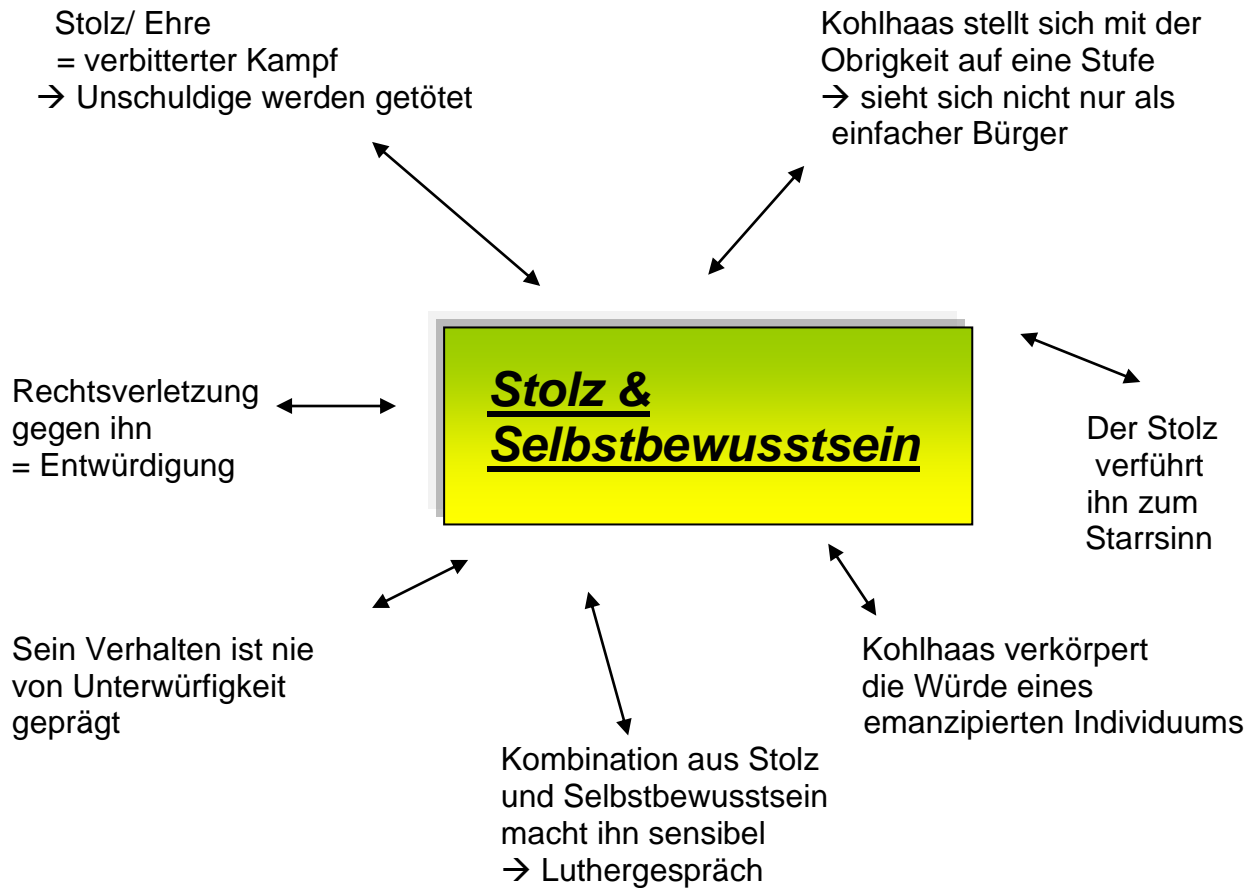 Stolz/ Ehre
= verbitterter Kampf
→ Unschuldige werden getötet
Kohlhaas stellt sich mit der
Obrigkeit auf eine Stufe
→ sieht sich nicht nur als
einfacher Bürger
Rechtsverletzung
gegen ihn
= Entwürdigung
Stolz &
Selbstbewusstsein
Der Stolz
verführt
ihn zum
Starrsinn
Sein Verhalten ist nie
von Unterwürfigkeit
geprägt
Kombination aus Stolz
und Selbstbewusstsein
macht ihn sensibel
→ Luthergespräch
Kohlhaas verkörpert
die Würde eines
emanzipierten Individuums